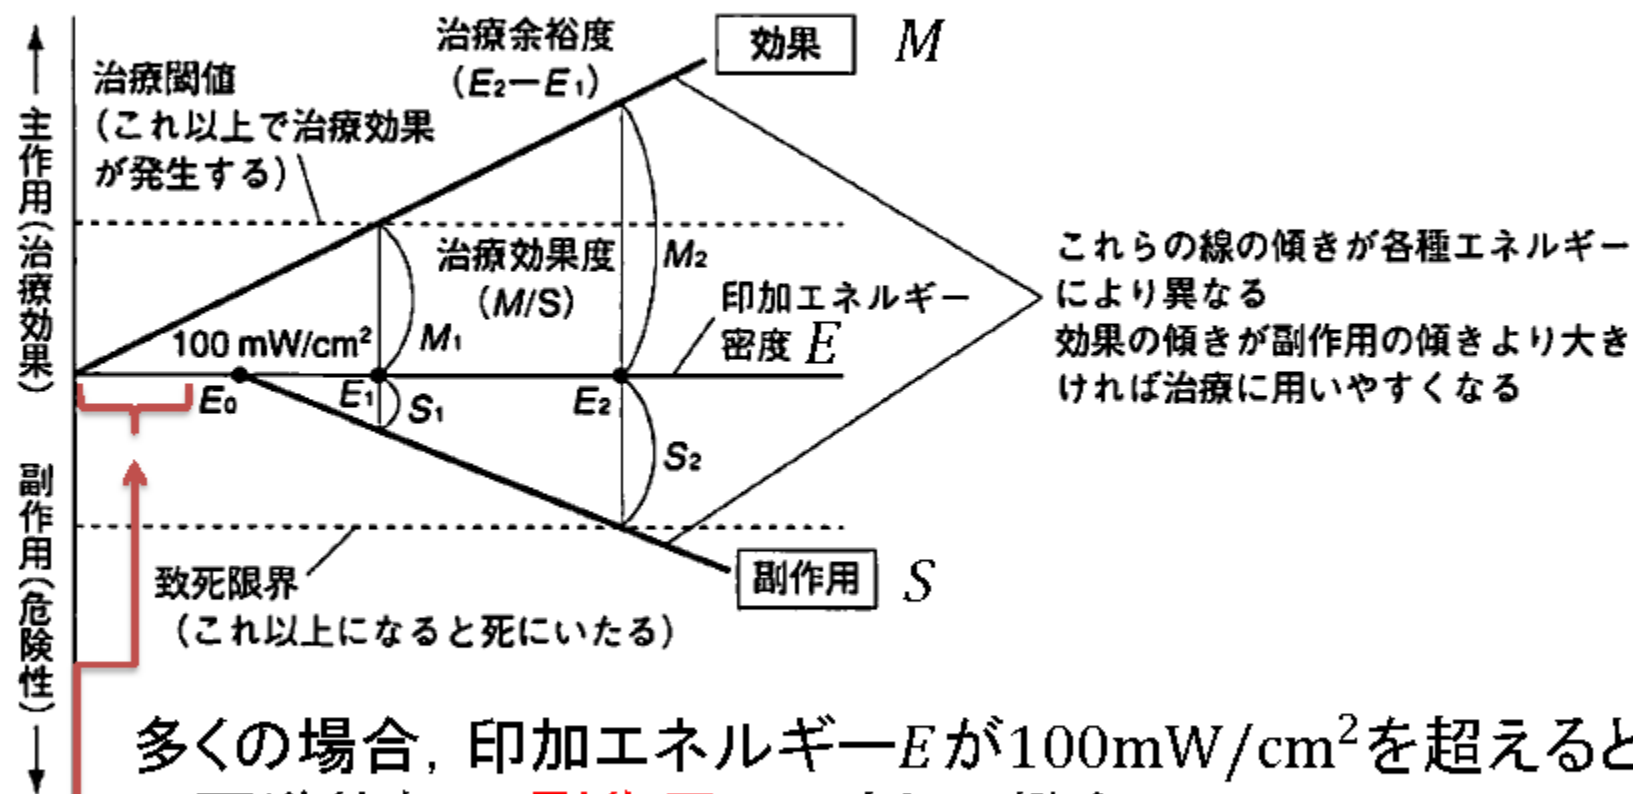 治療余裕度
（E₂－E₁）
効果 M
治療閾値
（これ以上で治療効果
が発生する）
主作用（治療効果）
治療効果度
（M/S）
M₂
印加エネルギー
密度 E
100 mW/cm²
M₁
E₀
E₁
S₁
E₂
S₂
これらの線の傾きが各種エネルギー
により異なる
効果の傾きが副作用の傾きより大き
ければ治療に用いやすくなる
副作用（危険性）
致死限界
（これ以上になると死にいたる）
副作用 S
多くの場合，印加エネルギーEが100mW/cm²を超えると